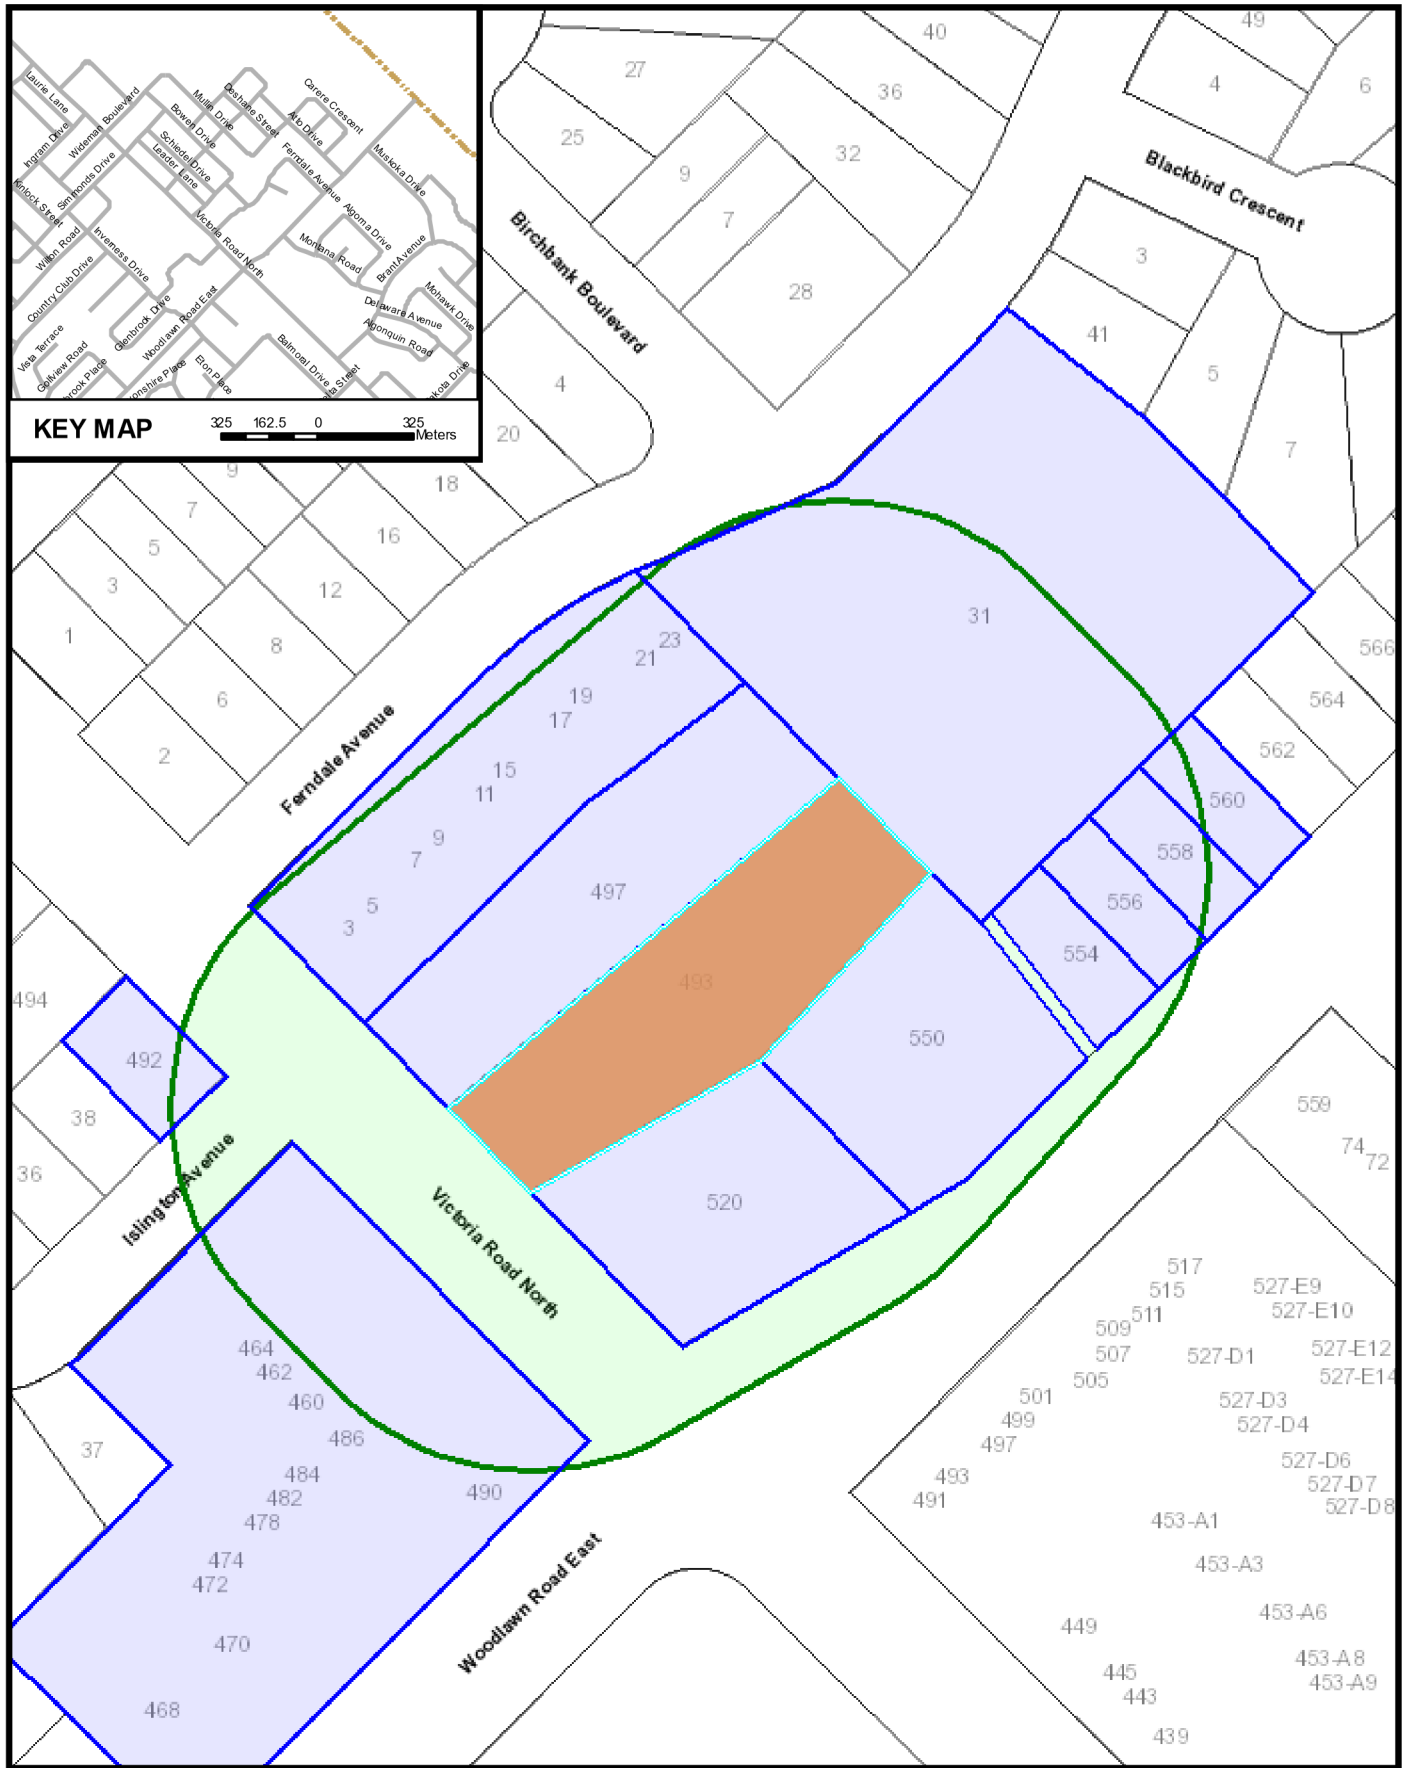 Laurie Lane
Ingram Drive
Wideman Boulevard
Simmonds Drive
Kinlock Street
Wilton Road
Country Club Drive
Vista Terrace
Golfview Road
Inverness Drive
Glenbrook Drive
Woodlawn Road East
Eton Place
Bowen Drive
Mullin Drive
Deshane Street
Atto Drive
Carere Crescent
Schiedel Drive
Leader Lane
Victoria Road North
Ferndale Avenue
Algoma Drive
Montana Road
Muskoka Drive
Brant Avenue
Mohawk Drive
Delaware Avenue
Algonquin Road
Balmoral Drive
KEY MAP
325 162.5 0 325
Meters
27
25
40
36
32
9
7
28
49
4
6
Blackbird Crescent
Birchbank Boulevard
3
41
5
7
4
20
18
16
12
8
6
2
9
7
5
3
1
Ferndale Avenue
31
23
21
19
17
15
11
9
7
5
3
497
493
566
564
562
560
558
556
554
550
520
494
492
38
36
Islington Avenue
Victoria Road North
559
74
72
464
462
460
486
484
482
478
474
472
470
468
490
37
Woodlawn Road East
517
515
511
509
507
505
501
499
497
493
491
527-E9
527-E10
527-E12
527-E14
527-D1
527-D3
527-D4
527-D6
527-D7
527-D8
453-A1
453-A3
453-A6
453-A8
453-A9
449
445
443
439